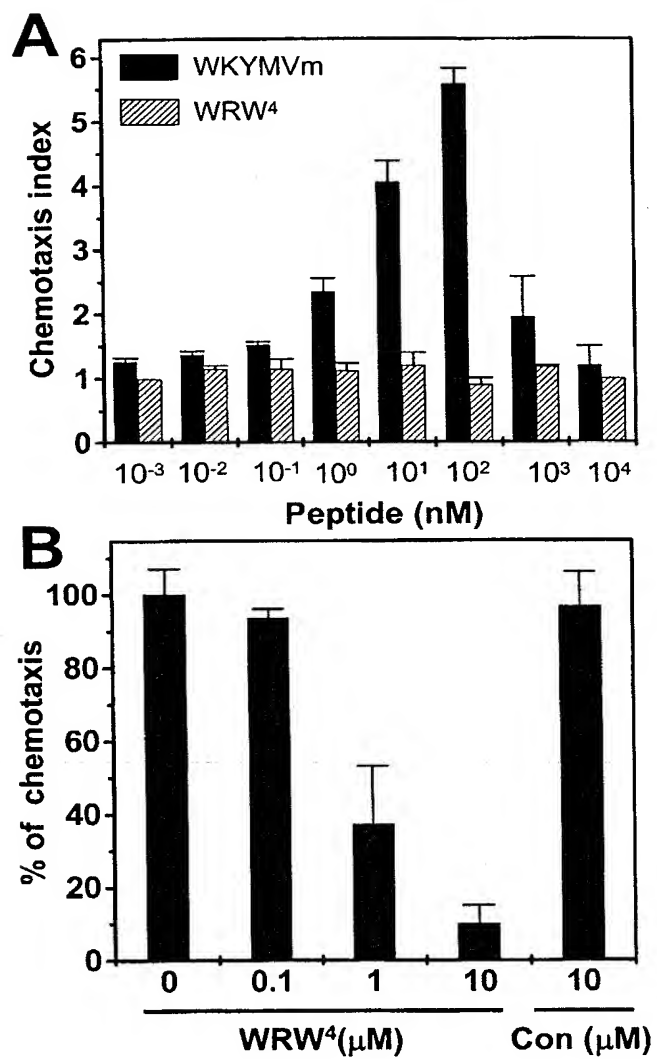 A
WKYMVm
WRW⁴
6
5
4
3
2
1
0
Chemotaxis index
10⁻³ 10⁻² 10⁻¹ 10⁰ 10¹ 10² 10³ 10⁴
Peptide (nM)
B
100
80
60
40
20
0
% of chemotaxis
0 0.1 1 10 10
WRW⁴(μM) Con (μM)